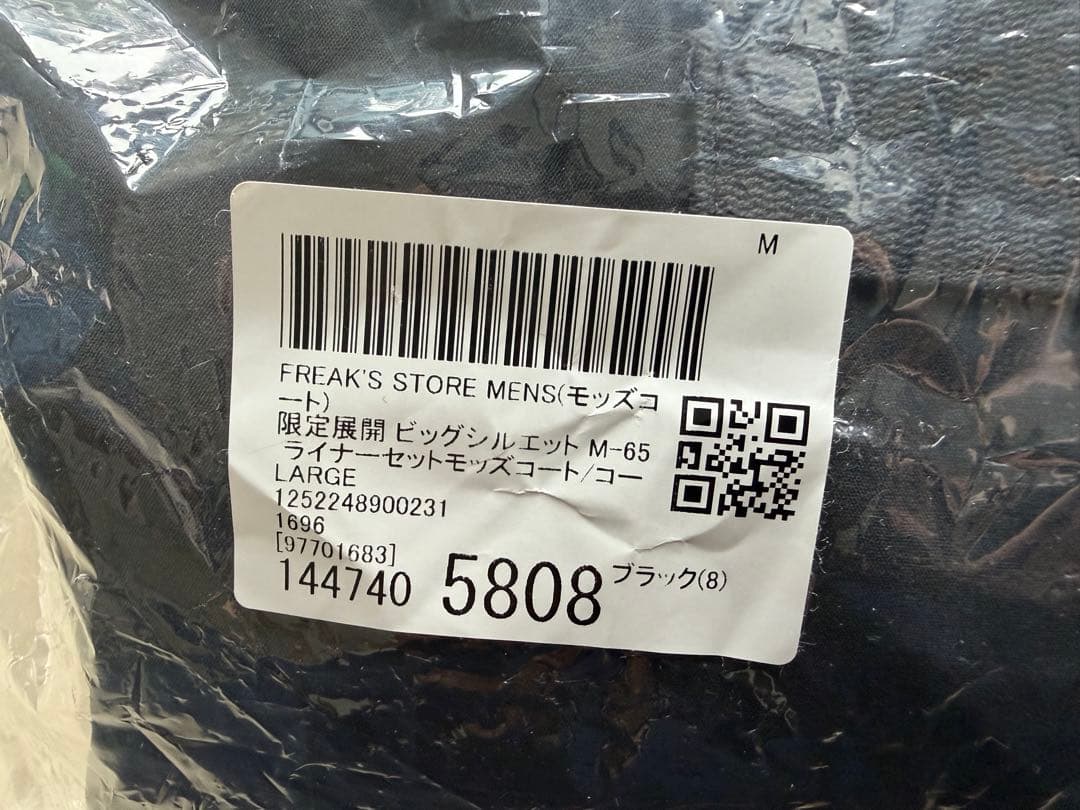 M
FREAK'S STORE MENS(モッズコ
ート)
限定展開 ビッグシルエット M-65
ライナーセットモッズコート/コー
LARGE
1252248900231
1696
[97701683]
144740 5808 ブラック(8)